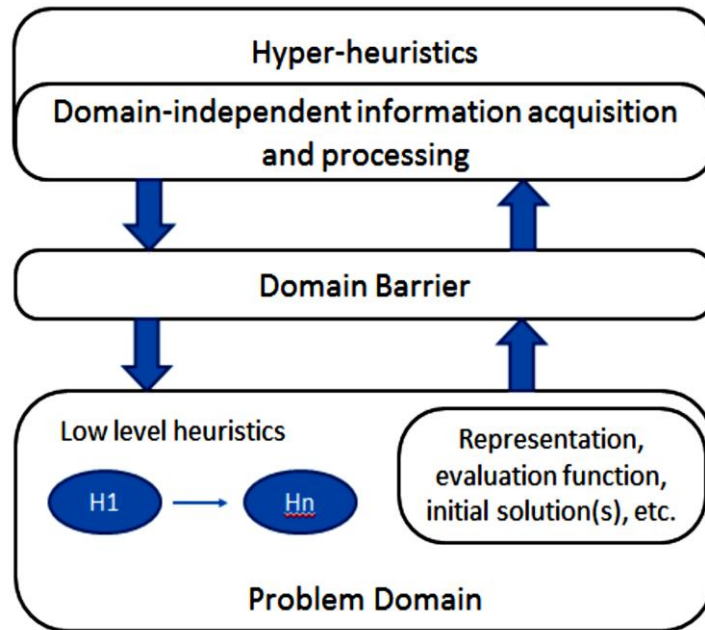 Hyper-heuristics
Domain-independent information acquisition
and processing
Domain Barrier
Low level heuristics
H1
Hn
Representation,
evaluation function,
initial solution(s), etc.
Problem Domain